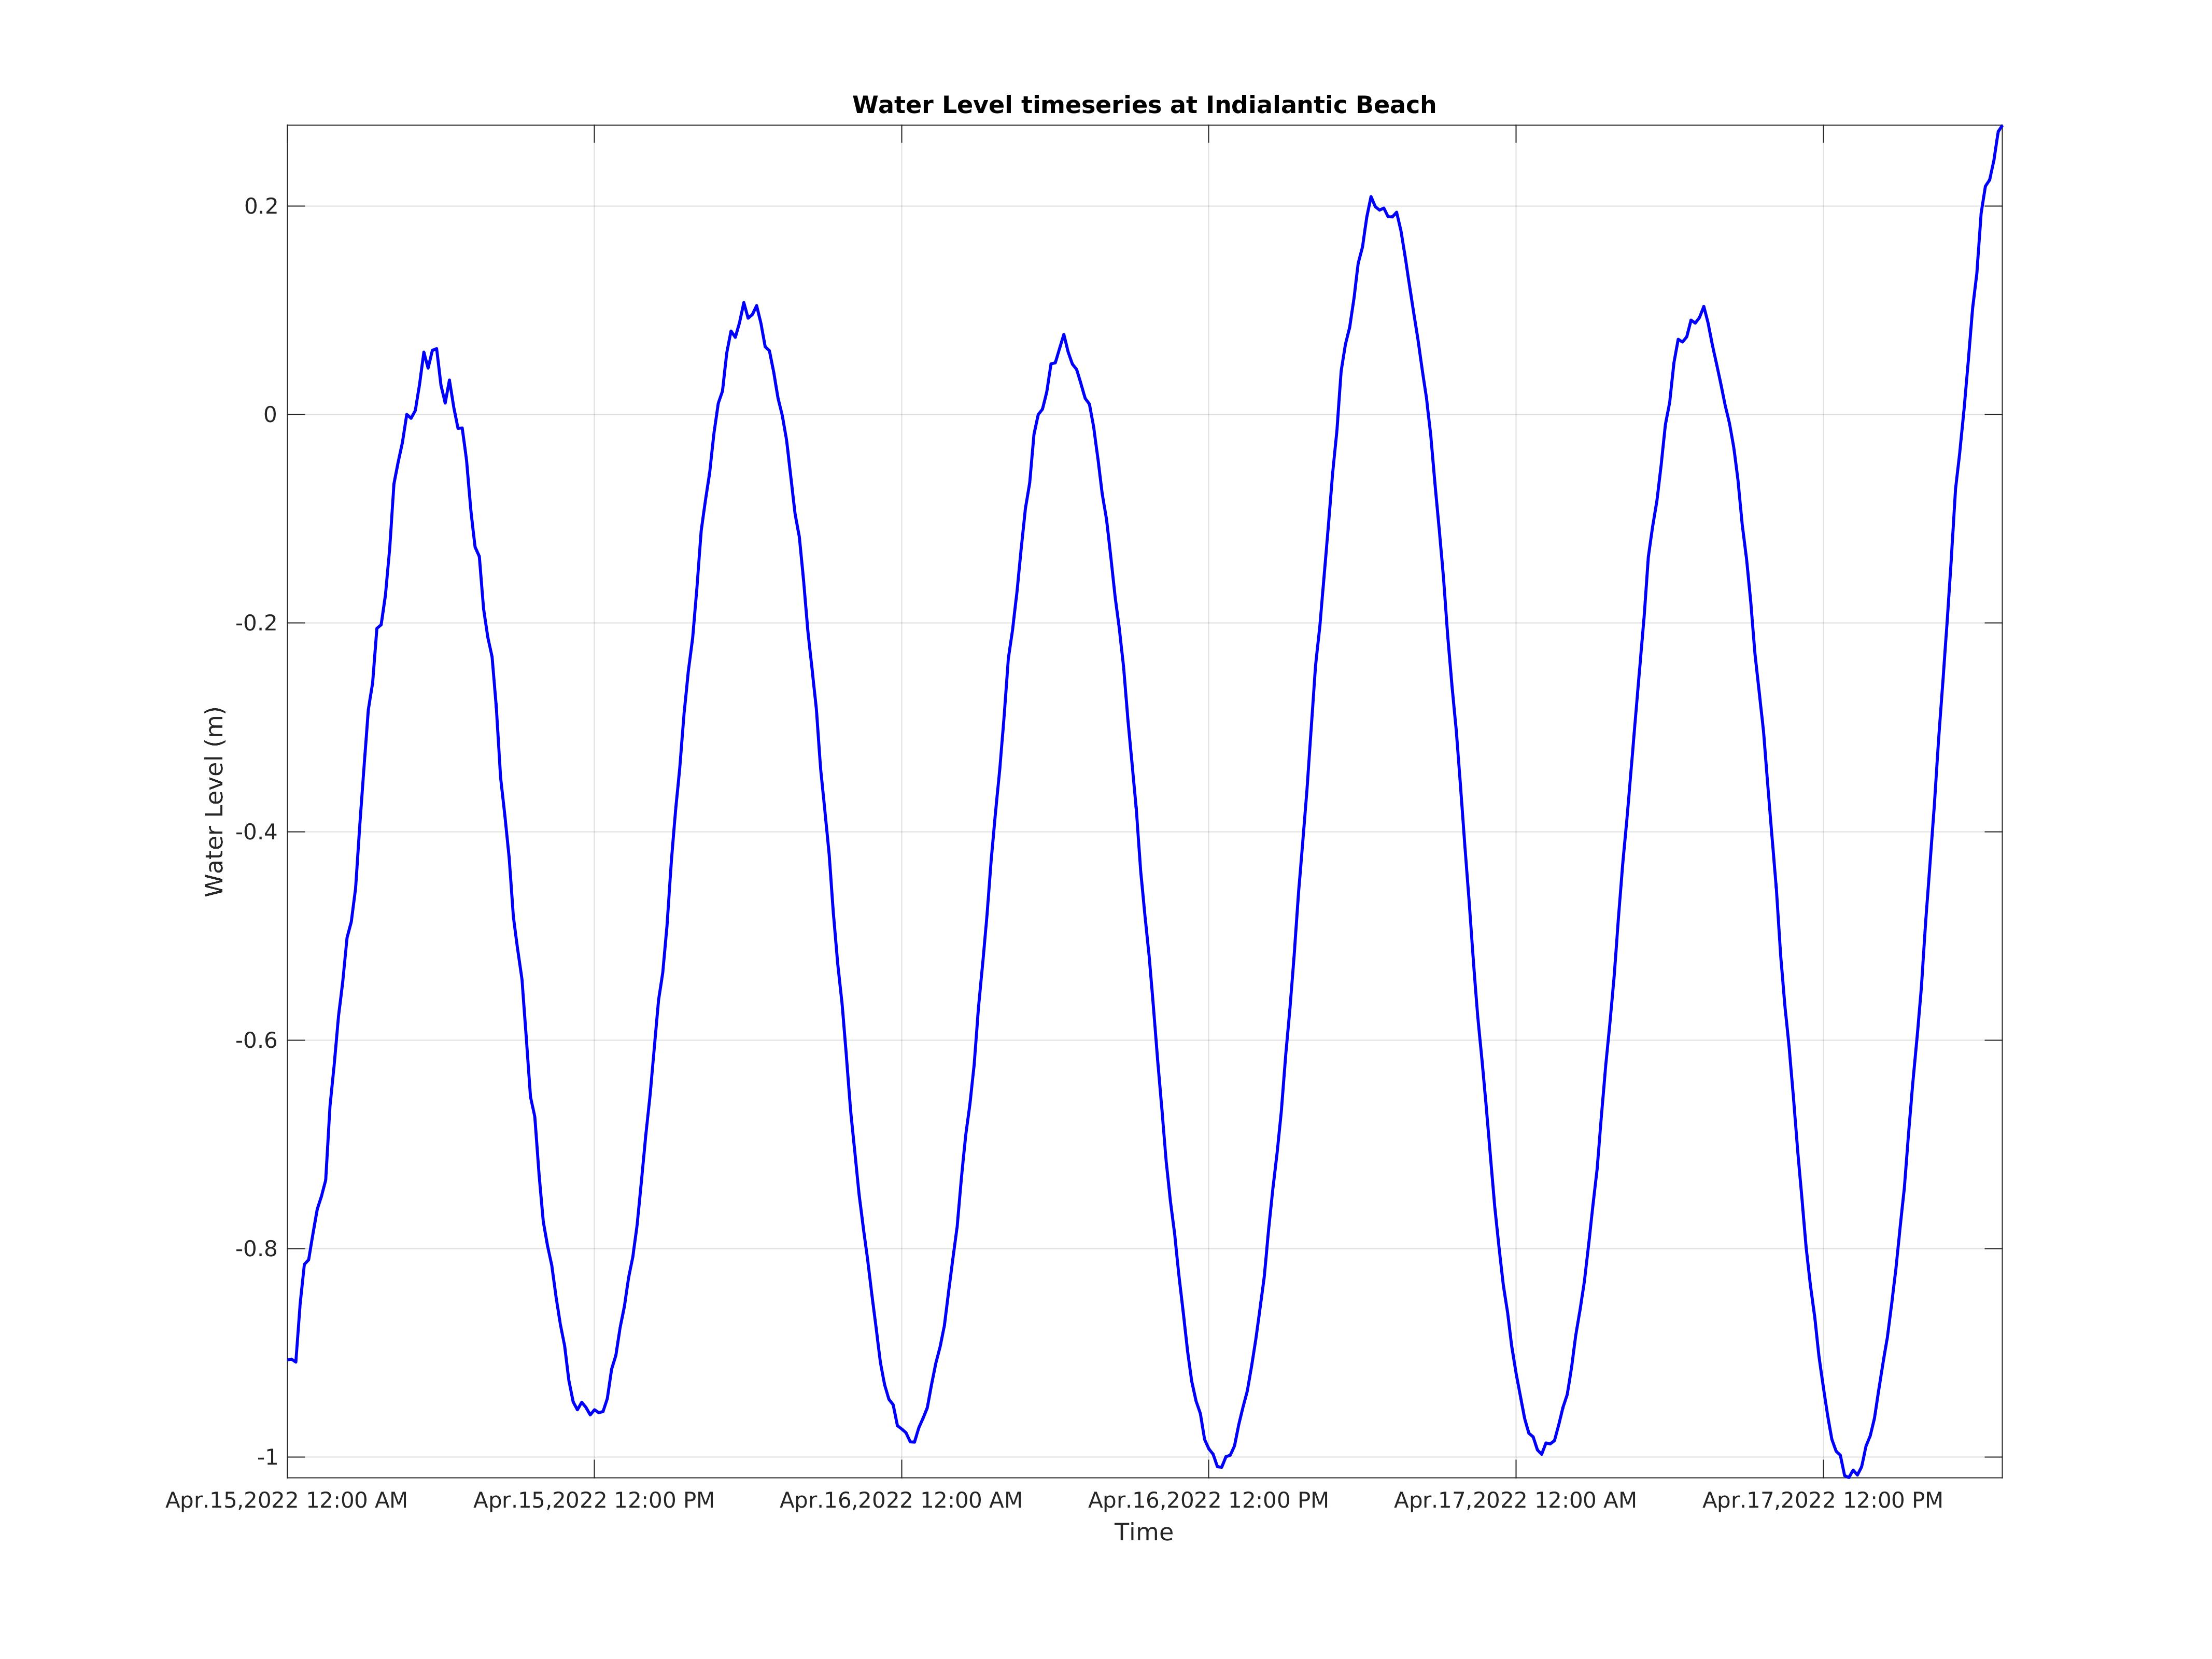 Water Level timeseries at Indialantic Beach
0.2
0
-0.2
-0.4
-0.6
-0.8
-1
Water Level (m)
Apr.15,2022 12:00 AM
Apr.15,2022 12:00 PM
Apr.16,2022 12:00 AM
Apr.16,2022 12:00 PM
Apr.17,2022 12:00 AM
Apr.17,2022 12:00 PM
Time